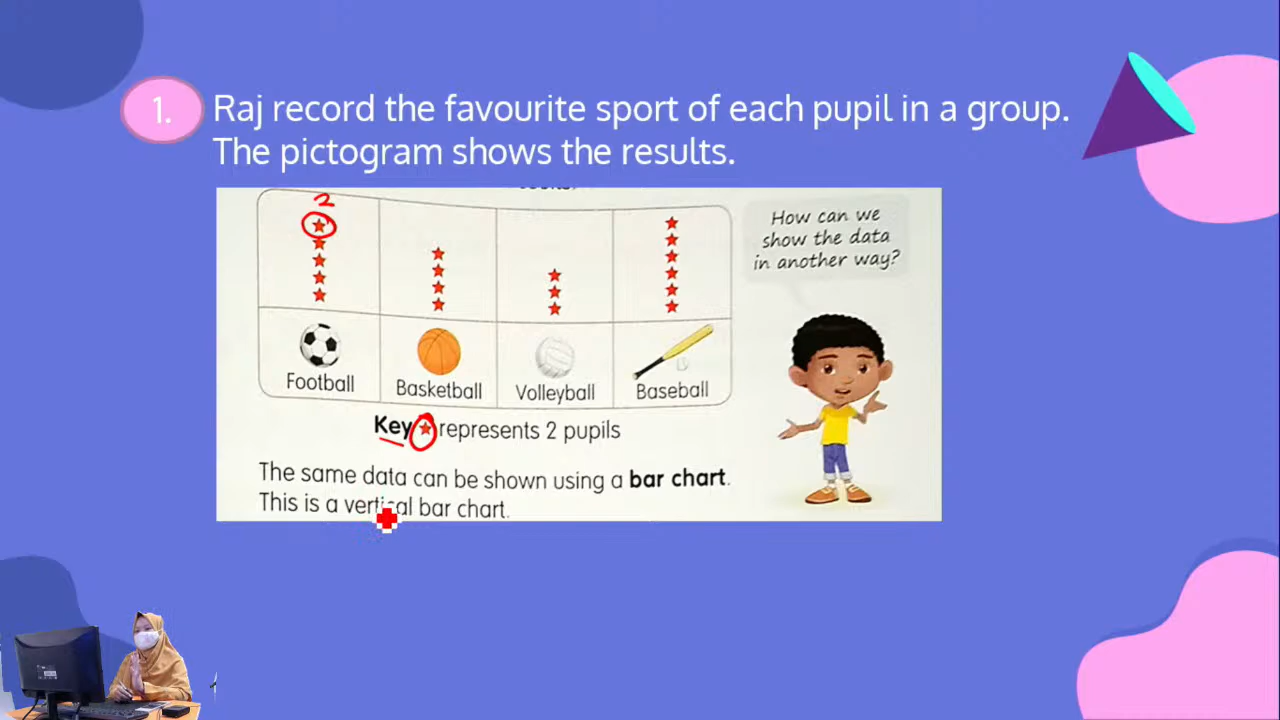 1.
Raj record the favourite sport of each pupil in a group.
The pictogram shows the results.
2
How can we
show the data
in another way?
Football
Basketball
Volleyball
Baseball
Key ★ represents 2 pupils
The same data can be shown using a bar chart.
This is a vertical bar chart.